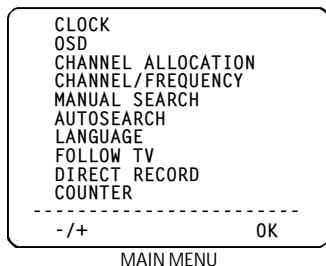 CLOCK
OSD
CHANNEL ALLOCATION
CHANNEL/FREQUENCY
MANUAL SEARCH
AUTOSEARCH
LANGUAGE
FOLLOW TV
DIRECT RECORD
COUNTER
-------------------------
-/+ OK
MAIN MENU